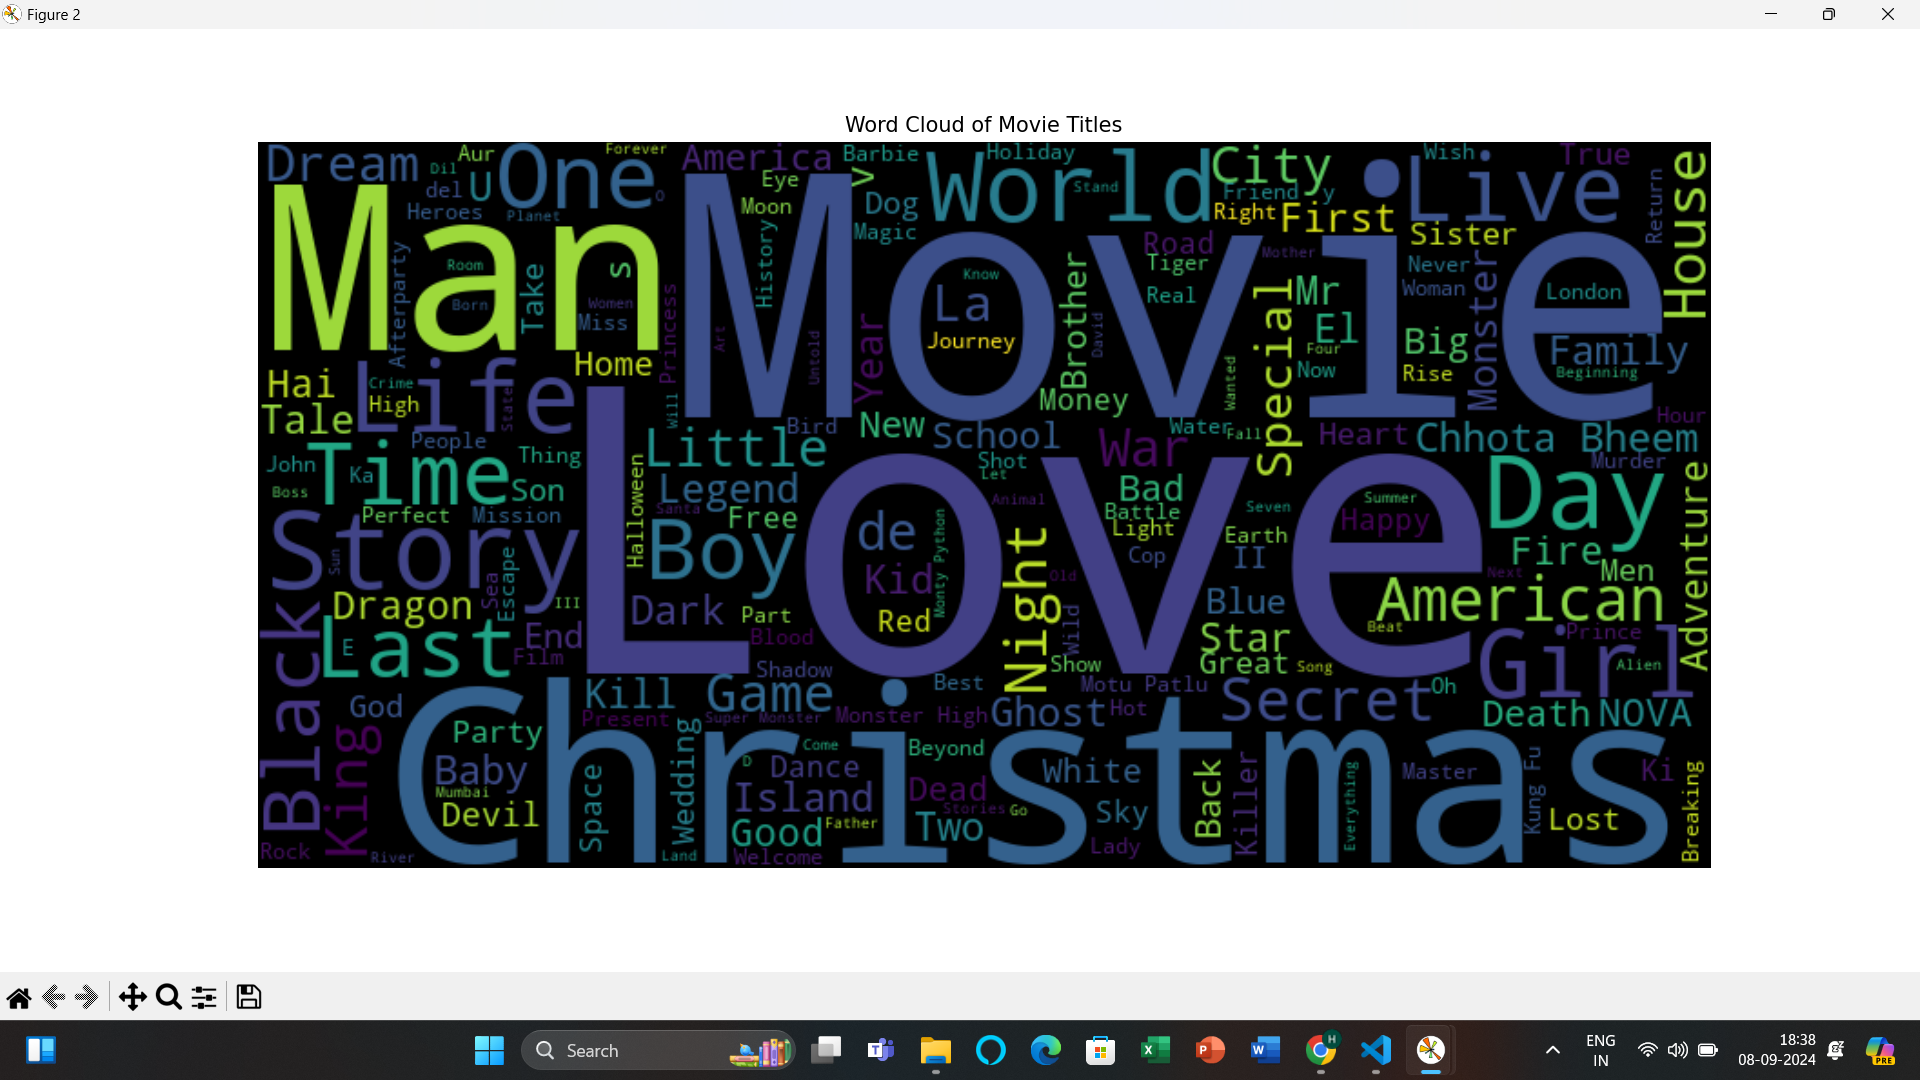 Figure 2
Word Cloud of Movie Titles
Dream
Dil
Aur
del
U
One
Forever
O
America
Eye
Moon
V
Barbie
Dog
Magic
Holiday
World
Stand
City
Friend
y
Right
First
Wish
Live
Sister
True
Return
House
Heroes
Planet
Man
Afterparty
Room
Born
Take
s
Women
Miss
Home
Princess
Art
History
Untold
Movie
Year
Know
La
Journey
Brother
David
Road
Tiger
Real
Mother
Wanted
Special
Mr
El
Four
Now
Never
Woman
Big
Rise
Monster
London
Family
Beginning
Hour
Hai
Tale
Life
Crime
High
State
People
Will
Bird
New
School
Money
Water
Fall
War
Heart
Chhota Bheem
Murder
John
Boss
Time
Ka
Thing
Son
Perfect
Mission
Halloween
Little
Legend
Santa
Free
Love
Shot
Let
Animal
Bad
Battle
Light
Cop
Seven
Earth
II
Summer
Happy
Day
Fire
Men
Next
Adventure
Story
Sun
Sea
Escape
III
Boy
de
Kid
Red
Monty Python
Night
Old
Wild
Blue
American
Beat
Prince
Girl
Alien
Black
Dragon
Last
E
End
Film
Dark
Part
Blood
Shadow
Show
Star
Great
Song
God
King
Kill
Present
Game
Super Monster
Monster High
Best
Ghost
Motu Patlu
Hot
Secret
Oh
Death
NOVA
Christmas
Party
Baby
Mumbai
Devil
Space
Wedding
D
Come
Dance
Island
Good
Father
Beyond
Dead
Stories
Go
Two
White
Sky
Lady
Back
Killer
Everything
Master
Kung Fu
Lost
Ki
Breaking
Rock
River
Land
Welcome
Search
ENG
IN
18:38
08-09-2024
PRE